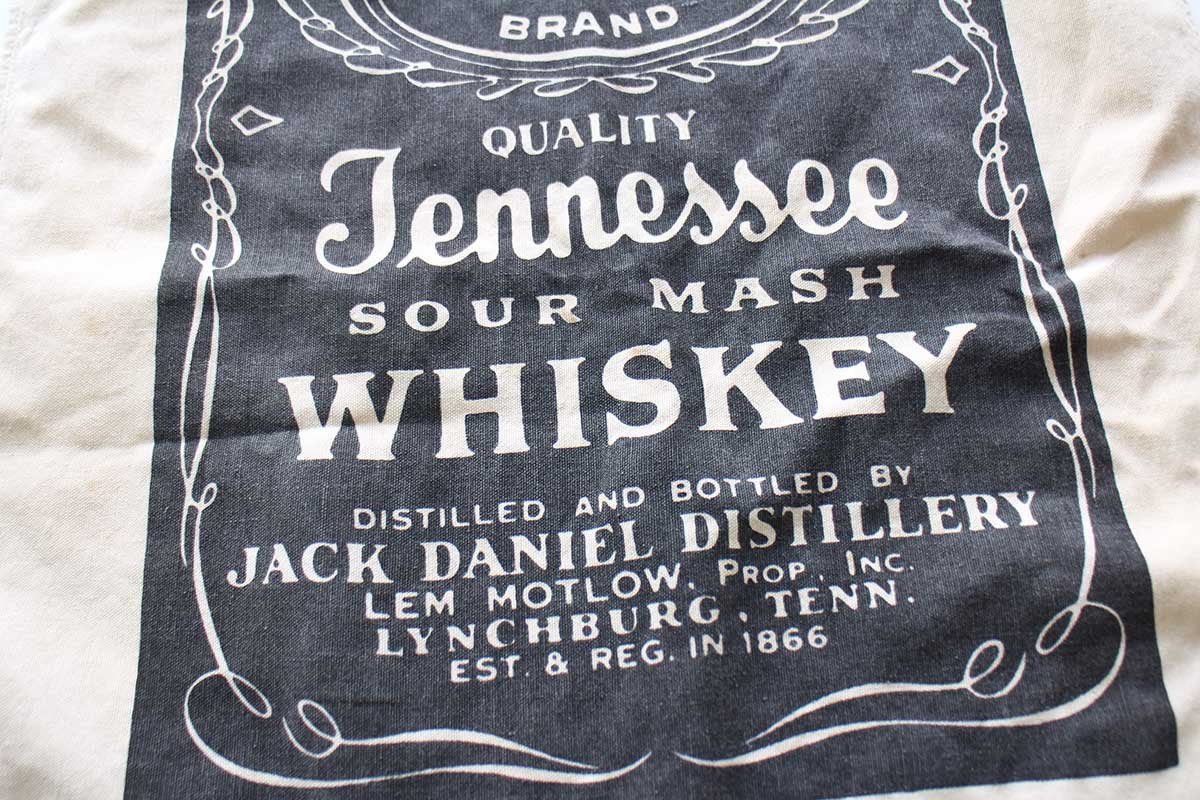 BRAND
QUALITY
Tennessee
SOUR MASH
WHISKEY
DISTILLED AND BOTTLED BY
JACK DANIEL DISTILLERY
LEM MOTLOW, PROP, INC.
LYNCHBURG, TENN.
EST. & REG. IN 1866